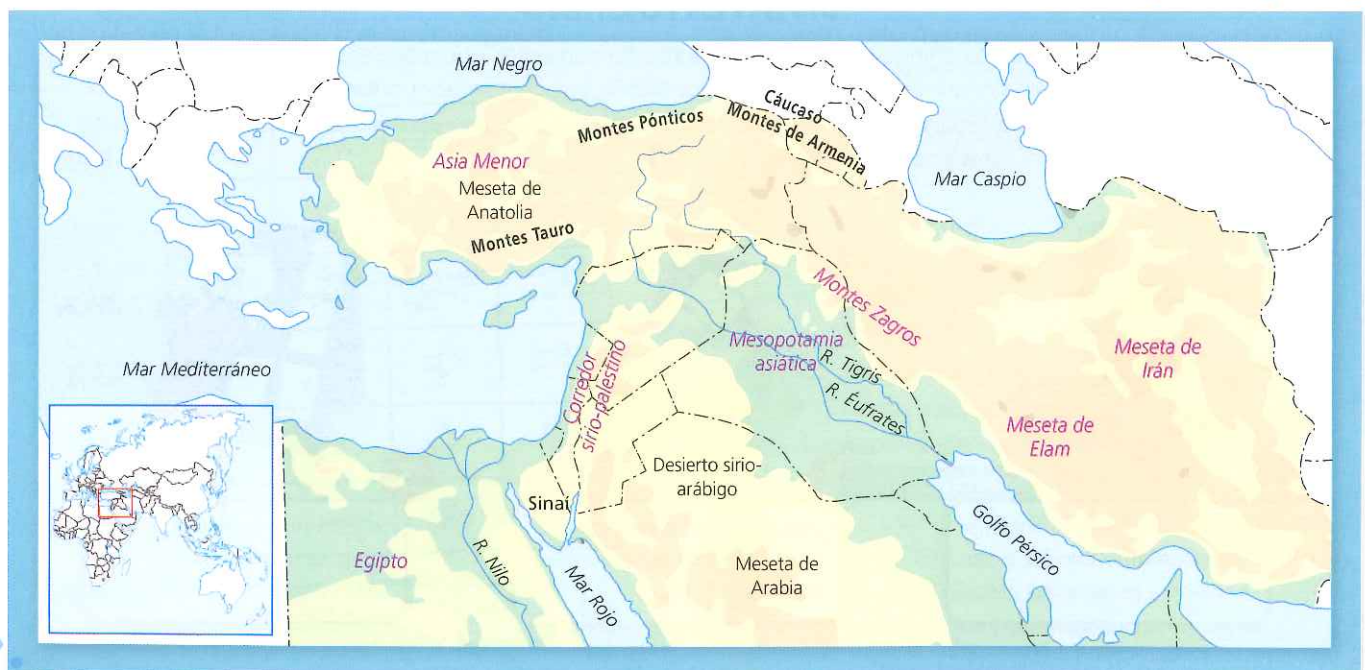 Mar Negro
Cáucaso
Montes Pónticos
Montes de Armenia
Asia Menor
Meseta de
Anatolia
Montes Tauro
Mar Caspio
Montes Zagros
Mesopotamia
asiática
R. Tigris
R. Éufrates
Meseta de
Irán
Meseta de
Elam
Mar Mediterráneo
Corredor
sirio-palestino
Desierto sirio-
arábigo
Sinaí
Golfo Pérsico
Egipto
R. Nilo
Mar Rojo
Meseta de
Arabia